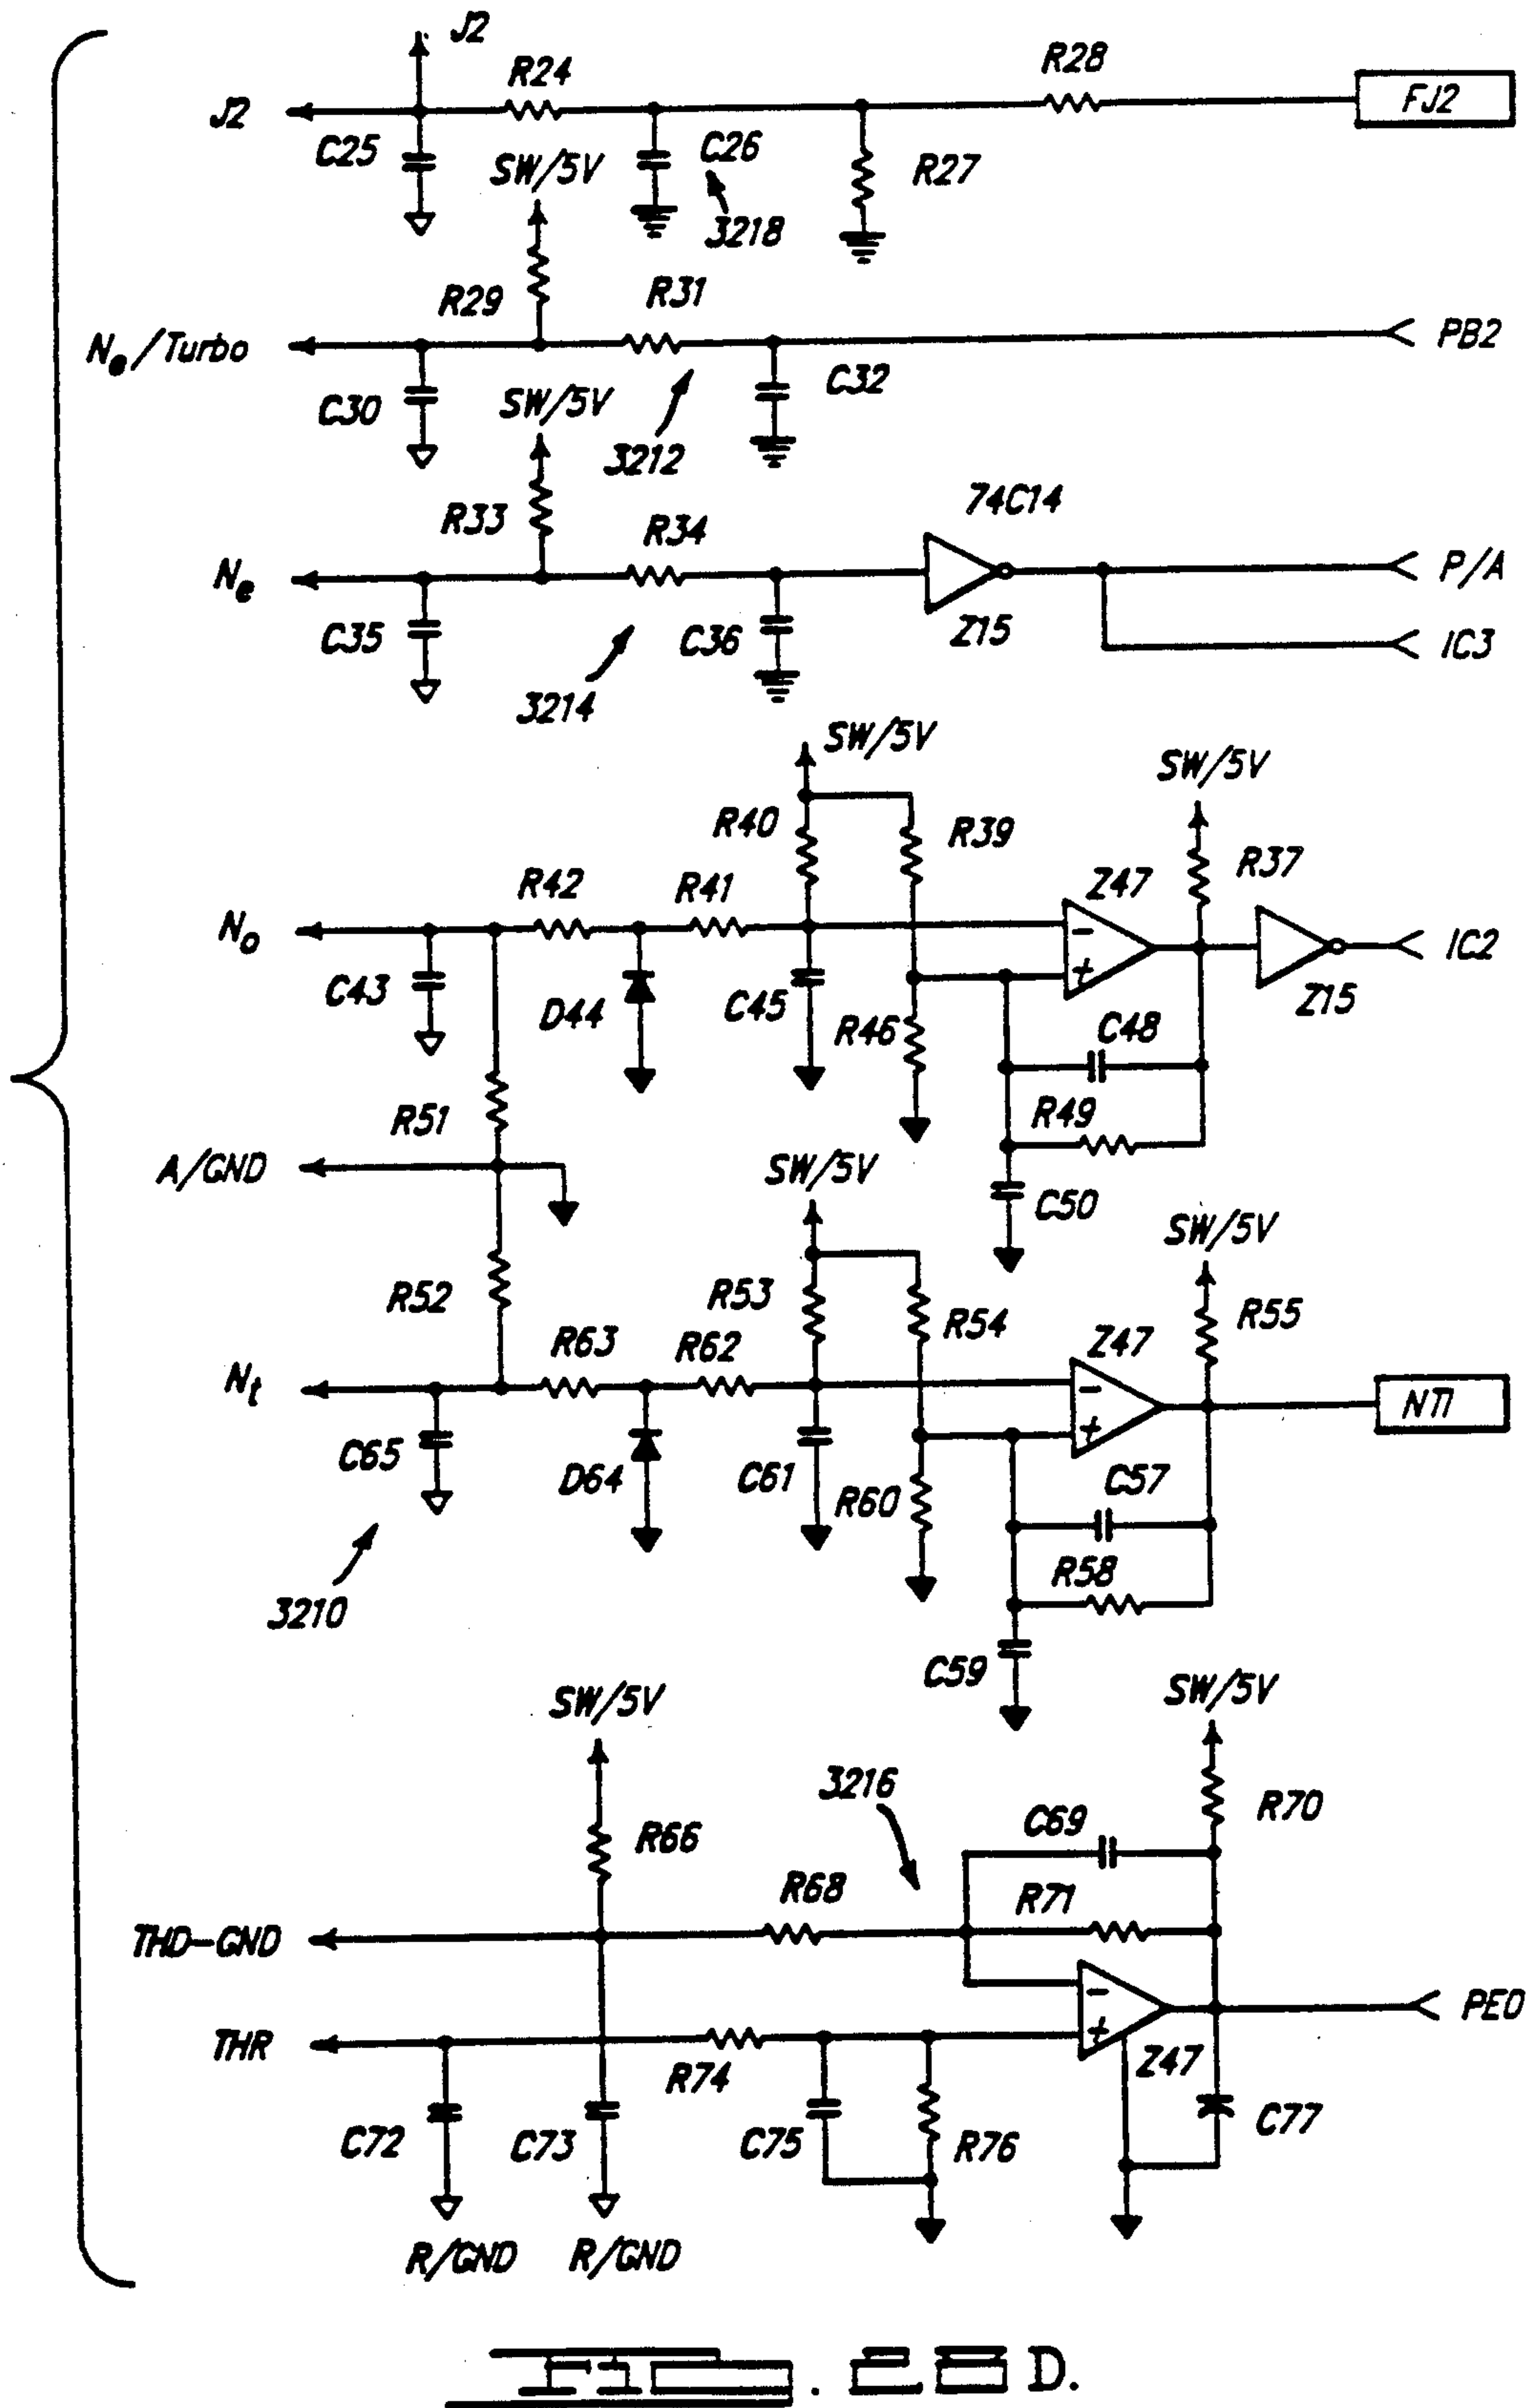 J2
J2
R24
R28
FJ2
C25
C26
R27
SW/5V
3218
R29
R31
Ne/Turbo
PB2
C30
C32
SW/5V
3212
R33
R34
74C14
Ne
P/A
C35
C36
Z15
IC3
3214
SW/5V
SW/5V
R40
R39
R37
R42
R41
Z47
No
-
IC2
+
C43
D44
C45
R46
Z15
C48
R51
R49
A/GND
SW/5V
C50
SW/5V
R52
R53
R54
R55
R63
R62
Z47
Nt
-
NTI
+
C65
D64
C61
R60
C57
R58
3210
C59
SW/5V
SW/5V
3216
C69
R70
R66
R68
R71
THD-GND
-
PE0
THR
+
R74
Z47
C72
C73
C75
R76
C77
R/GND
R/GND
FIG. 28D.